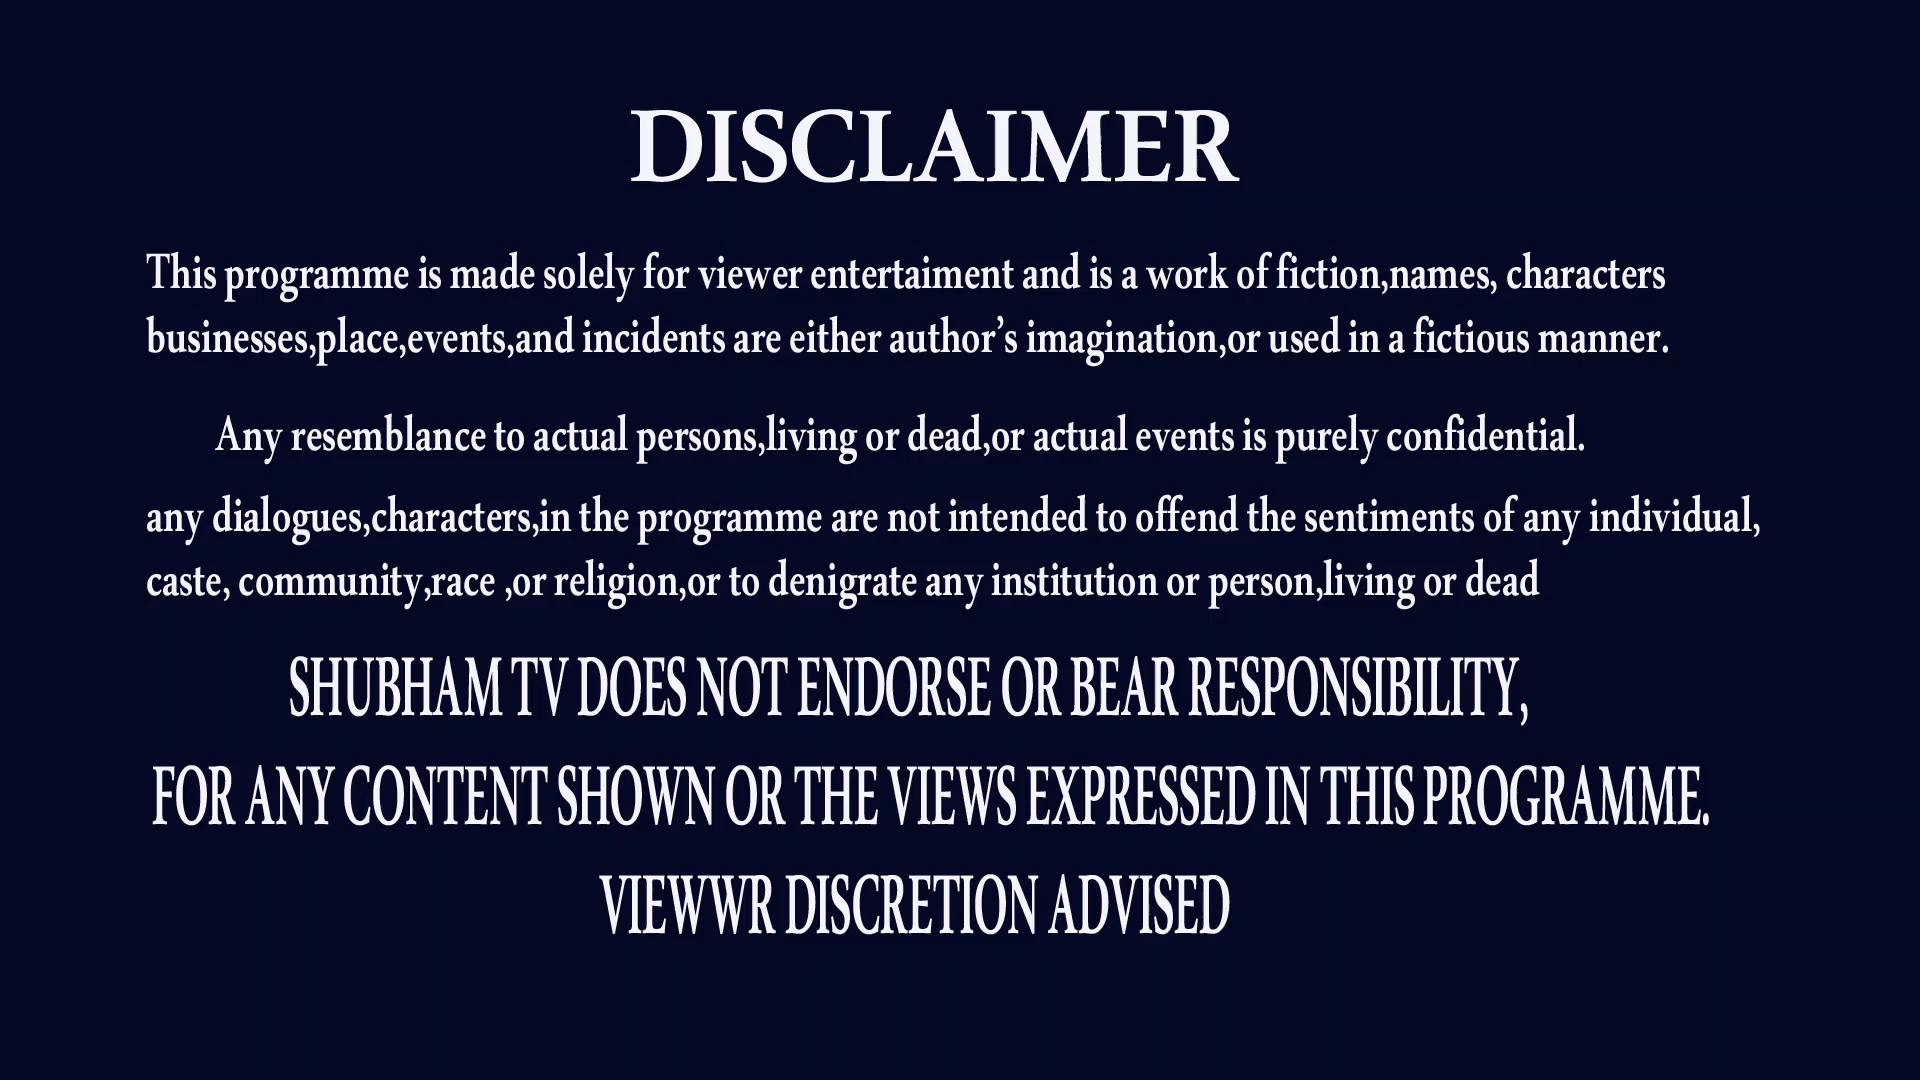 DISCLAIMER
This programme is made solely for viewer entertaiment and is a work of fiction,names, characters
businesses,place,events,and incidents are either author’s imagination,or used in a fictious manner.
Any resemblance to actual persons,living or dead,or actual events is purely confidential.
any dialogues,characters,in the programme are not intended to offend the sentiments of any individual,
caste, community,race ,or religion,or to denigrate any institution or person,living or dead
SHUBHAM TV DOES NOT ENDORSE OR BEAR RESPONSIBILITY,
FOR ANY CONTENT SHOWN OR THE VIEWS EXPRESSED IN THIS PROGRAMME.
VIEWWR DISCRETION ADVISED